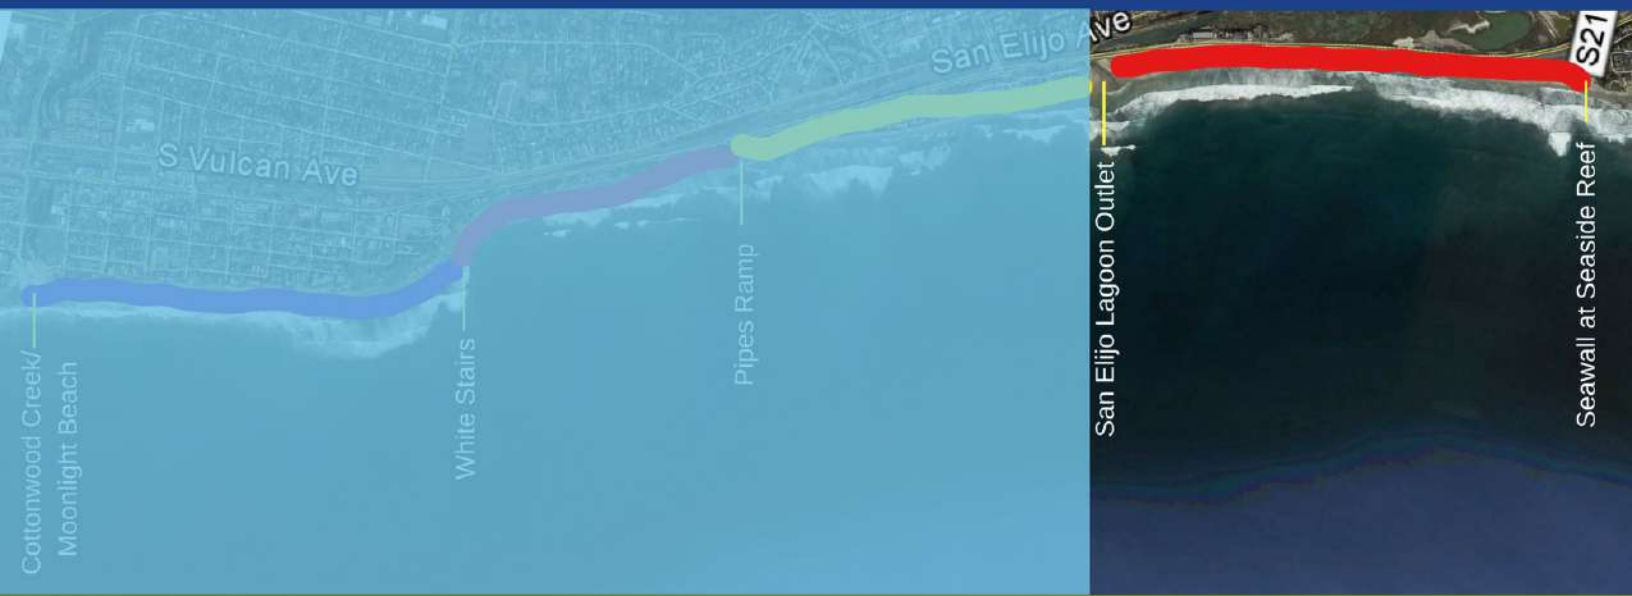 S Vulcan Ave
San Elijo Ave
S21
Cottonwood Creek/
Moonlight Beach
White Stairs
Pipes Ramp
San Elijo Lagoon Outlet
Seawall at Seaside Reef